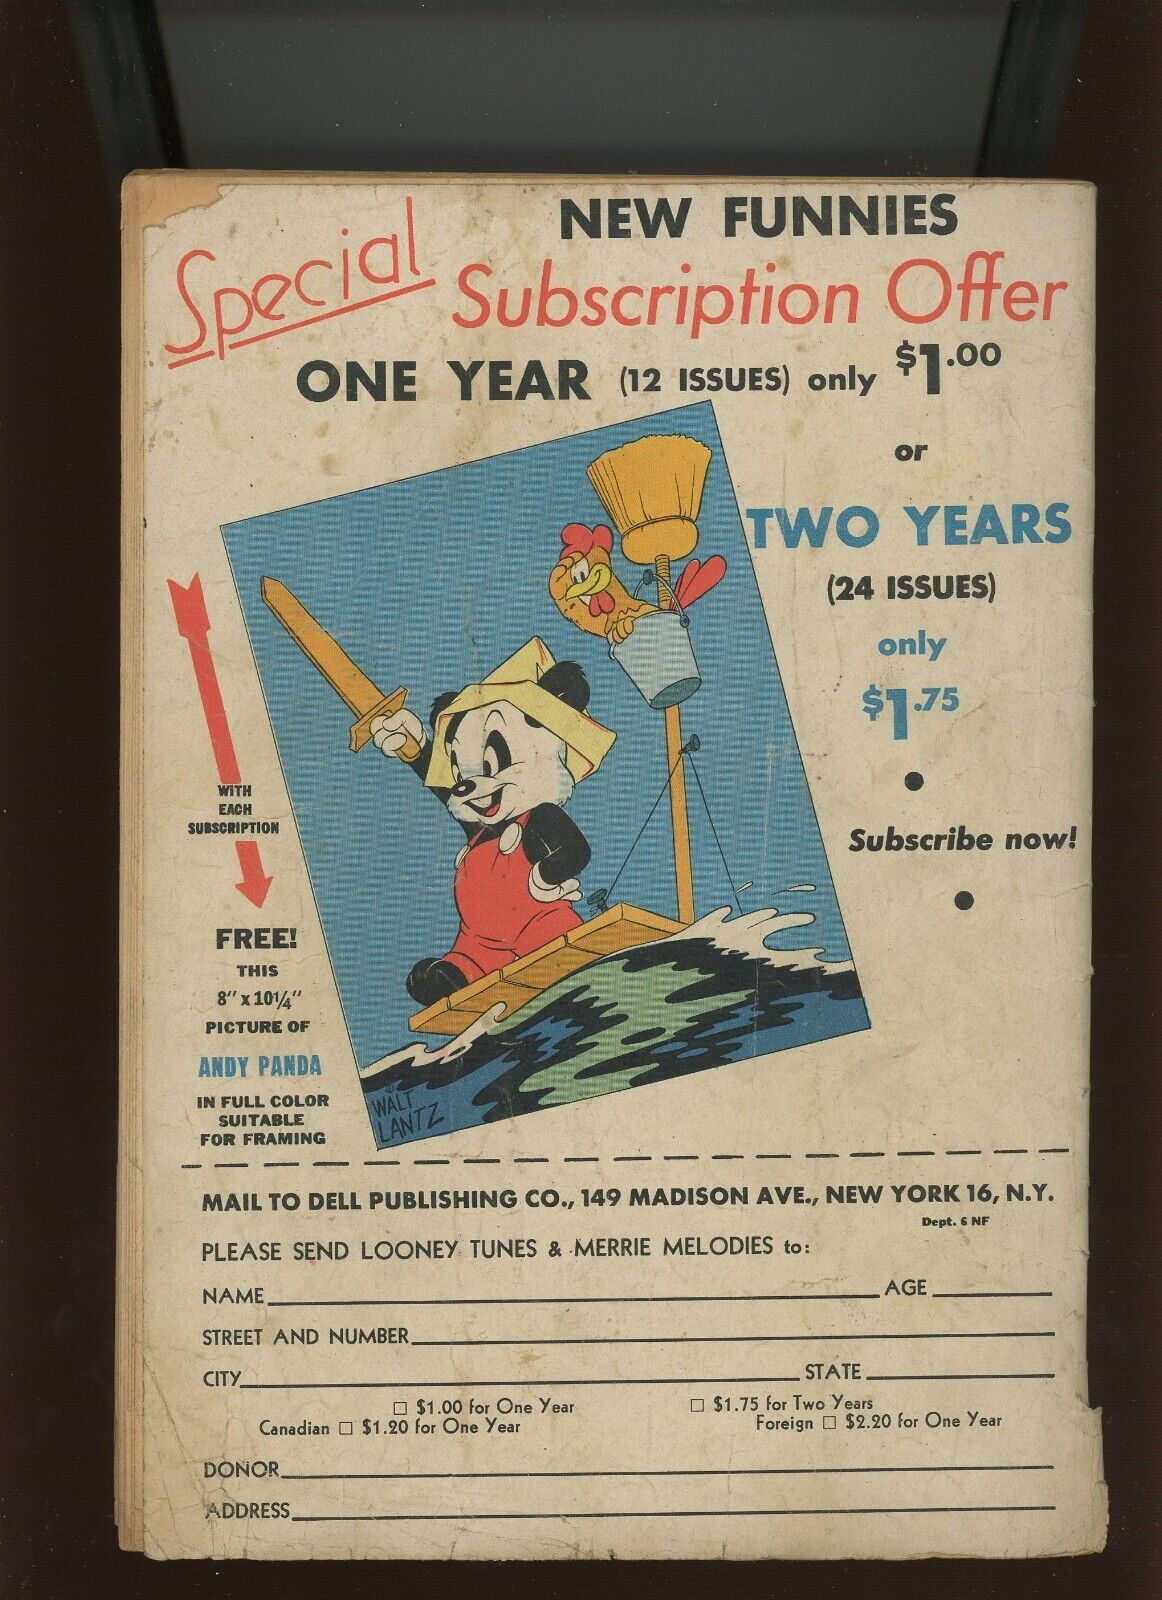 NEW FUNNIES
Special
Subscription Offer
ONE YEAR (12 ISSUES) only $1.00
or
TWO YEARS
(24 ISSUES)
only
$1.75
Subscribe now!
WITH
EACH
SUBSCRIPTION
FREE!
THIS
8" x 10 1/4"
PICTURE OF
ANDY PANDA
IN FULL COLOR
SUITABLE
FOR FRAMING
© WALT
LANTZ
MAIL TO DELL PUBLISHING CO., 149 MADISON AVE., NEW YORK 16, N.Y.
Dept. 6 NF
PLEASE SEND LOONEY TUNES & MERRIE MELODIES to:
NAME AGE
STREET AND NUMBER
CITY STATE
□ $1.00 for One Year □ $1.75 for Two Years
Canadian □ $1.20 for One Year Foreign □ $2.20 for One Year
DONOR
ADDRESS